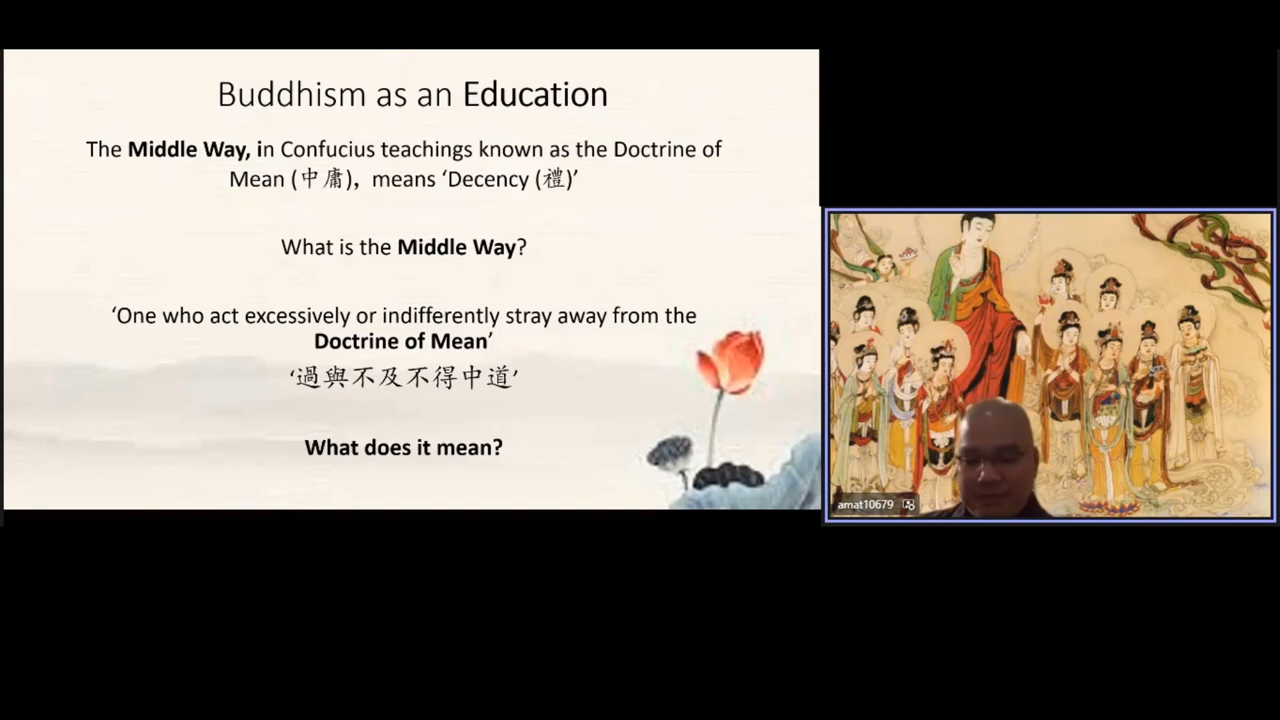 Buddhism as an Education
The Middle Way, in Confucius teachings known as the Doctrine of
Mean (中庸),  means ‘Decency (禮)’
What is the Middle Way?
‘One who act excessively or indifferently stray away from the
Doctrine of Mean’
‘過與不及不得中道’
What does it mean?
amat10679